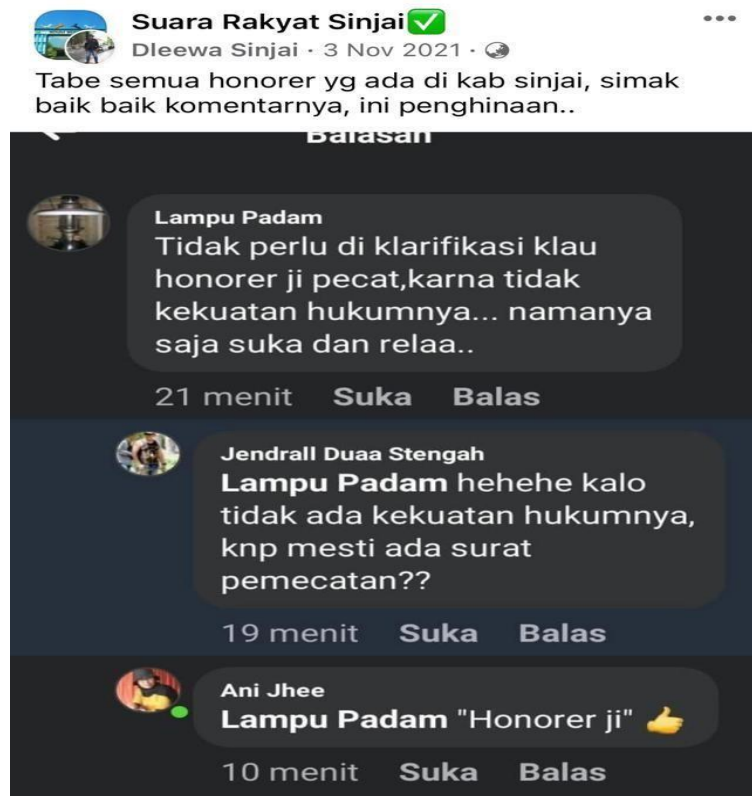 Suara Rakyat Sinjai✅
Dleewa Sinjai · 3 Nov 2021 ·
Tabe semua honorer yg ada di kab sinjai, simak
baik baik komentarnya, ini penghinaan..
Balasan
Lampu Padam
Tidak perlu di klarifikasi klau
honorer ji pecat,karna tidak
kekuatan hukumnya... namanya
saja suka dan relaa..
21 menit Suka Balas
Jendrall Duaa Stengah
Lampu Padam hehehe kalo
tidak ada kekuatan hukumnya,
knp mesti ada surat
pemecatan??
19 menit Suka Balas
Ani Jhee
Lampu Padam "Honorer ji" 👍
10 menit Suka Balas